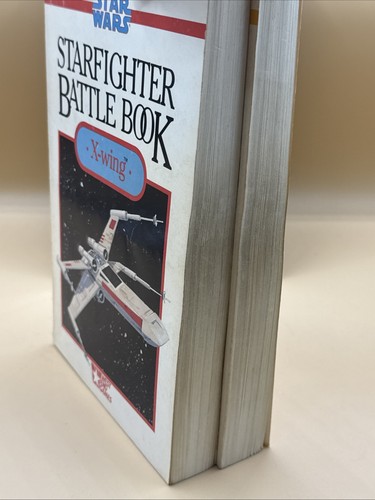 STAR
WARS
STARFIGHTER
BATTLE BOOK
X-wing